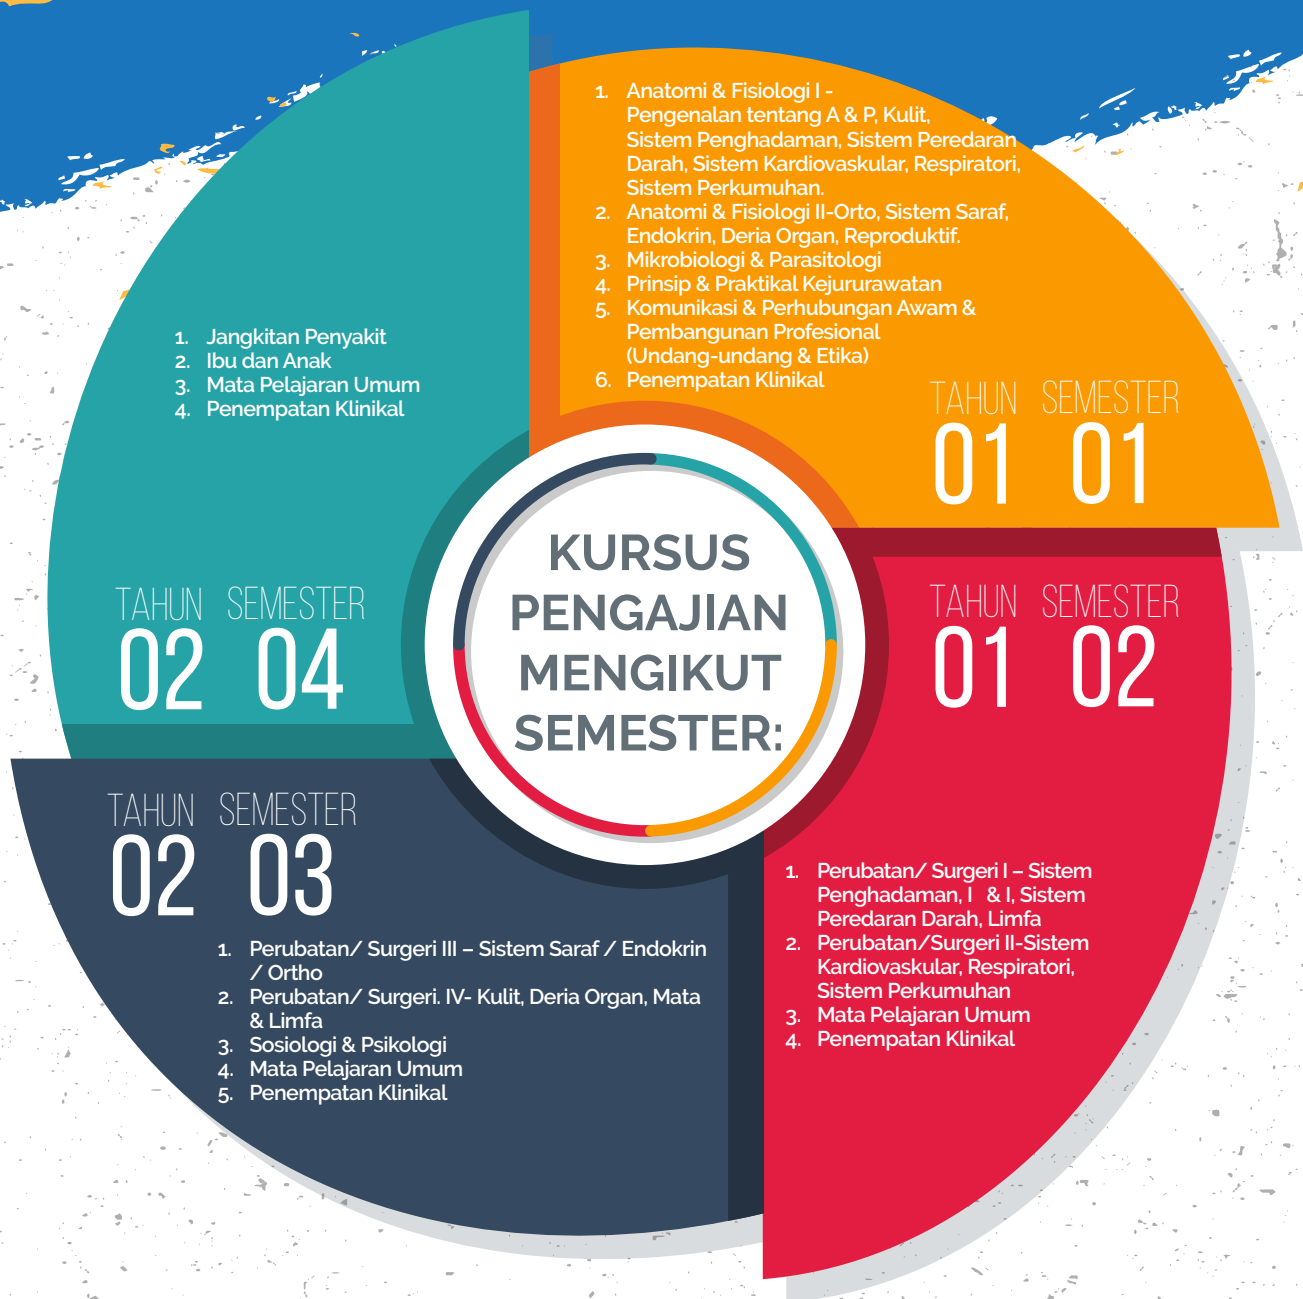 KURSUS
PENGAJIAN
MENGIKUT
SEMESTER:
1. Anatomi & Fisiologi I -
Pengenalan tentang A & P, Kulit,
Sistem Penghadaman, Sistem Peredaran
Darah, Sistem Kardiovaskular, Respiratori,
Sistem Perkumuhan.
2. Anatomi & Fisiologi II-Orto, Sistem Saraf,
Endokrin, Deria Organ, Reproduktif.
3. Mikrobiologi & Parasitologi
4. Prinsip & Praktikal Kejururawatan
5. Komunikasi & Perhubungan Awam &
Pembangunan Profesional
(Undang-undang & Etika)
6. Penempatan Klinikal
TAHUN SEMESTER
01 01
TAHUN SEMESTER
01 02
1. Perubatan/ Surgeri I – Sistem
Penghadaman, I & I, Sistem
Peredaran Darah, Limfa
2. Perubatan/Surgeri II-Sistem
Kardiovaskular, Respiratori,
Sistem Perkumuhan
3. Mata Pelajaran Umum
4. Penempatan Klinikal
TAHUN SEMESTER
02 03
1. Perubatan/ Surgeri III – Sistem Saraf / Endokrin
/ Ortho
2. Perubatan/ Surgeri. IV- Kulit, Deria Organ, Mata
& Limfa
3. Sosiologi & Psikologi
4. Mata Pelajaran Umum
5. Penempatan Klinikal
1. Jangkitan Penyakit
2. Ibu dan Anak
3. Mata Pelajaran Umum
4. Penempatan Klinikal
TAHUN SEMESTER
02 04